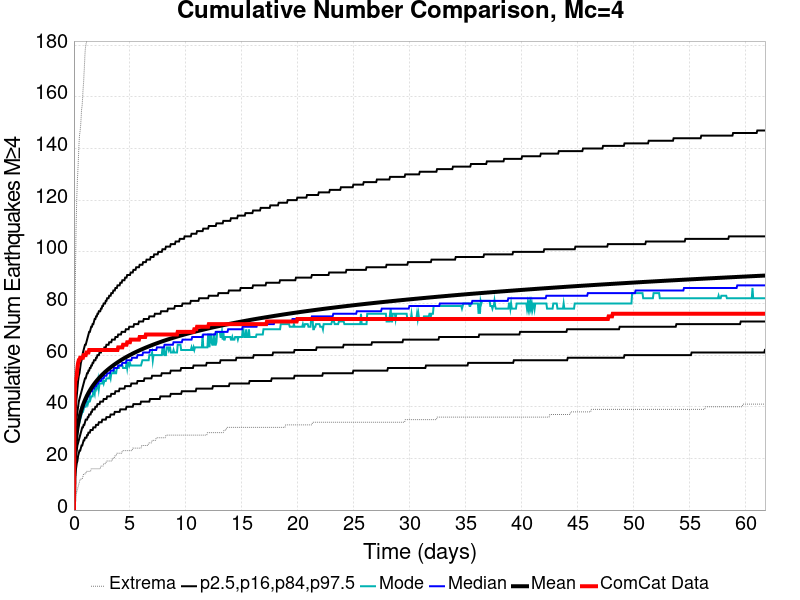 Cumulative Number Comparison, Mc=4
Cumulative Num Earthquakes M≥4
180
160
140
120
100
80
60
40
20
0
0 5 10 15 20 25 30 35 40 45 50 55 60
Time (days)
Extrema p2.5,p16,p84,p97.5 Mode Median Mean ComCat Data